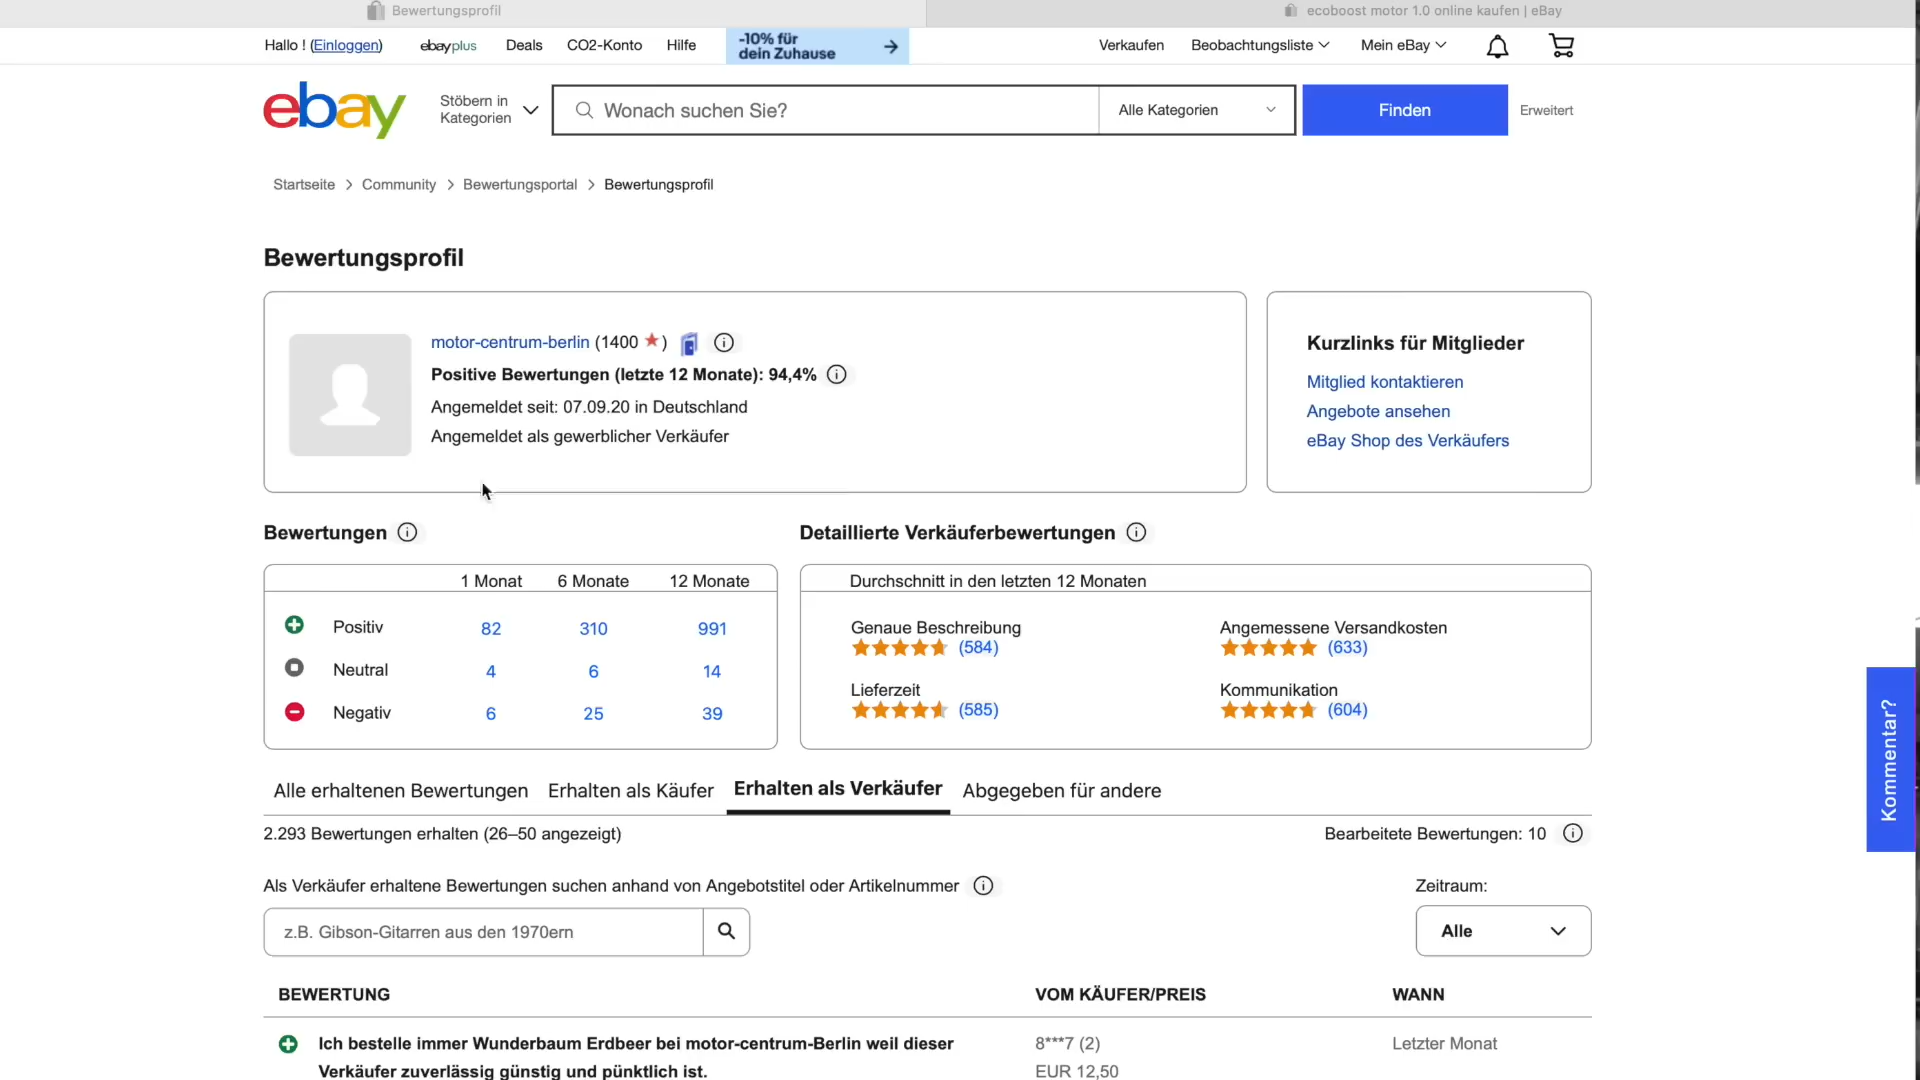 Bewertungsprofil
ecoboost motor 1.0 online kaufen | eBay
Hallo ! (Einloggen)
ebayplus
Deals
CO2-Konto
Hilfe
-10% für
dein Zuhause
Verkaufen
Beobachtungsliste
Mein eBay
ebay
Stöbern in
Kategorien
Wonach suchen Sie?
Alle Kategorien
Finden
Erweitert
Startseite
Community
Bewertungsportal
Bewertungsprofil
Bewertungsprofil
motor-centrum-berlin (1400 ★)
Positive Bewertungen (letzte 12 Monate): 94,4%
Angemeldet seit: 07.09.20 in Deutschland
Angemeldet als gewerblicher Verkäufer
Kurzlinks für Mitglieder
Mitglied kontaktieren
Angebote ansehen
eBay Shop des Verkäufers
Bewertungen
1 Monat 6 Monate 12 Monate
Positiv 82 310 991
Neutral 4 6 14
Negativ 6 25 39
Detaillierte Verkäuferbewertungen
Durchschnitt in den letzten 12 Monaten
Genaue Beschreibung
(584)
Angemessene Versandkosten
(633)
Lieferzeit
(585)
Kommunikation
(604)
Kommentar?
Alle erhaltenen Bewertungen
Erhalten als Käufer
Erhalten als Verkäufer
Abgegeben für andere
2.293 Bewertungen erhalten (26–50 angezeigt)
Bearbeitete Bewertungen: 10
Als Verkäufer erhaltene Bewertungen suchen anhand von Angebotstitel oder Artikelnummer
Zeitraum:
z.B. Gibson-Gitarren aus den 1970ern
Alle
BEWERTUNG
VOM KÄUFER/PREIS
WANN
Ich bestelle immer Wunderbaum Erdbeer bei motor-centrum-Berlin weil dieser
Verkäufer zuverlässig günstig und pünktlich ist.
8***7 (2)
EUR 12,50
Letzter Monat